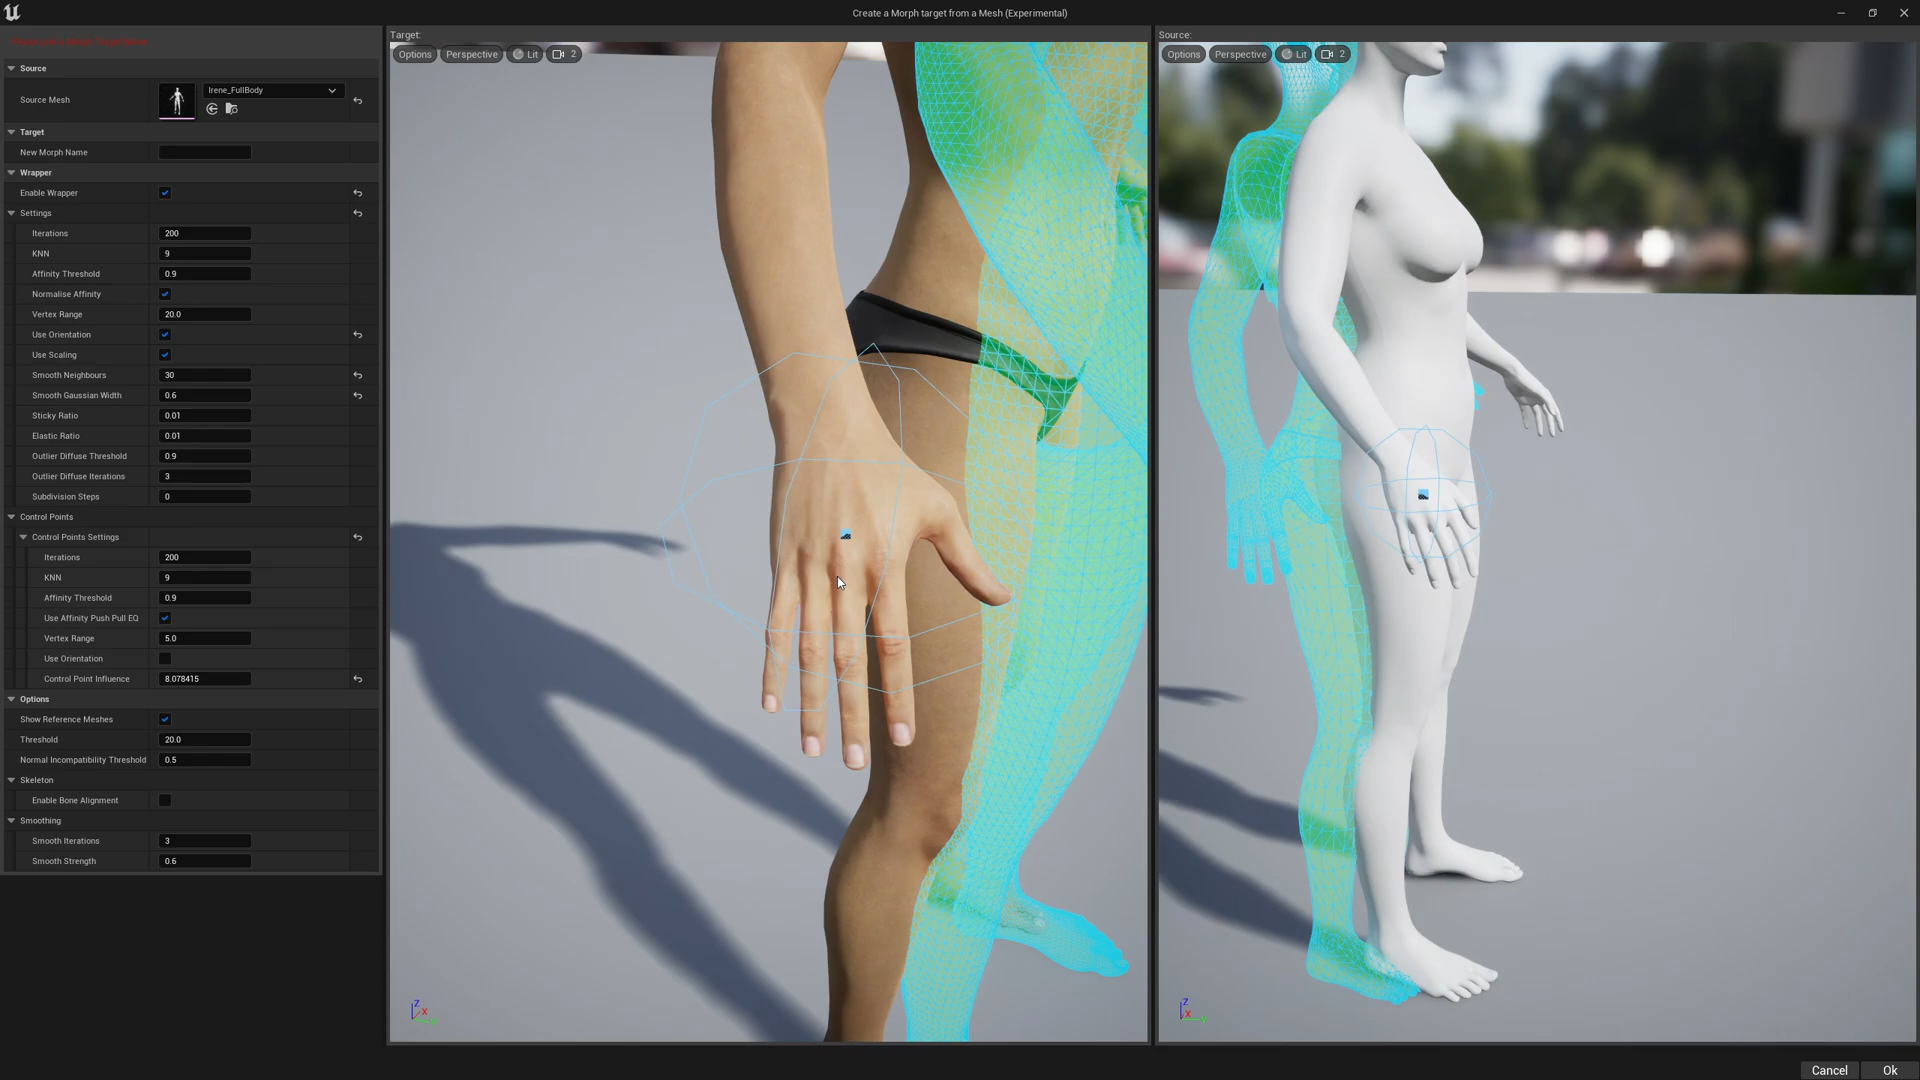 Create a Morph target from a Mesh (Experimental)
Source
Source Mesh
Irene_FullBody
Target
New Morph Name
Wrapper
Enable Wrapper
Settings
Iterations 200
KNN 9
Affinity Threshold 0.9
Normalise Affinity
Vertex Range 20.0
Use Orientation
Use Scaling
Smooth Neighbours 30
Smooth Gaussian Width 0.6
Sticky Ratio 0.01
Elastic Ratio 0.01
Outlier Diffuse Threshold 0.9
Outlier Diffuse Iterations 3
Subdivision Steps 0
Control Points
Control Points Settings
Iterations 200
KNN 9
Affinity Threshold 0.9
Use Affinity Push Pull EQ
Vertex Range 5.0
Use Orientation
Control Point Influence 8.078415
Options
Show Reference Meshes
Threshold 20.0
Normal Incompatibility Threshold 0.5
Skeleton
Enable Bone Alignment
Smoothing
Smooth Iterations 3
Smooth Strength 0.6
Target:
Options Perspective Lit 2
Z
X
Y
Source:
Options Perspective Lit 2
Z
X
Y
Cancel Ok